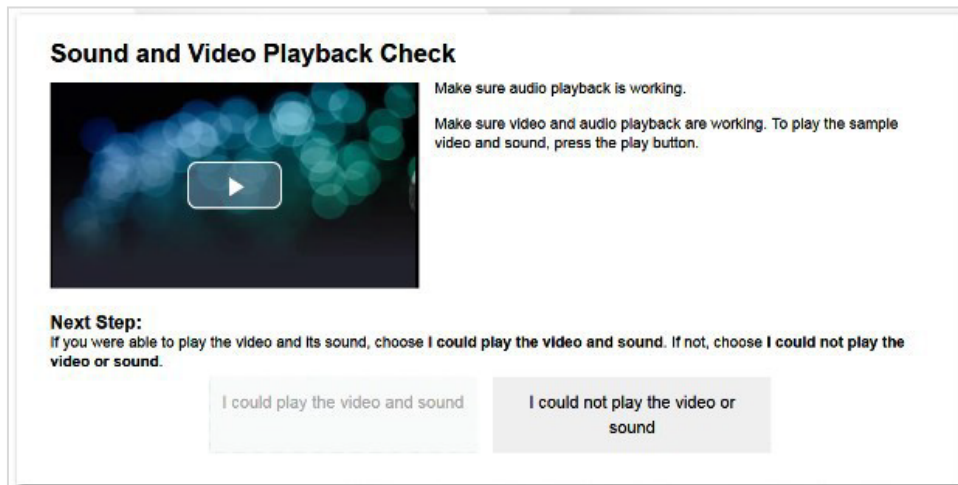 Sound and Video Playback Check
Make sure audio playback is working.
Make sure video and audio playback are working. To play the sample
video and sound, press the play button.
Next Step:
If you were able to play the video and its sound, choose I could play the video and sound. If not, choose I could not play the
video or sound.
I could play the video and sound
I could not play the video or
sound